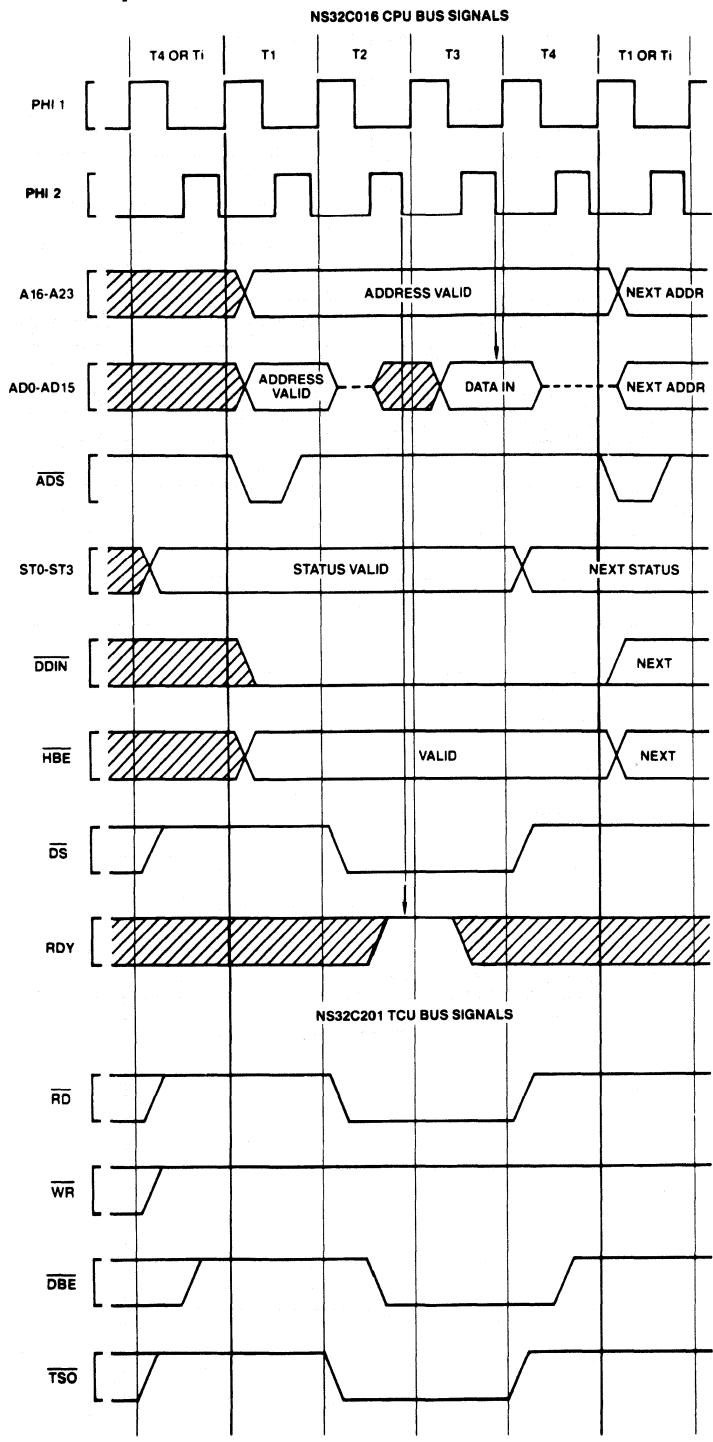 NS32C016 CPU BUS SIGNALS
T4 OR Ti T1 T2 T3 T4 T1 OR Ti
PHI 1
PHI 2
A16-A23 ADDRESS VALID NEXT ADDR
AD0-AD15 ADDRESS VALID DATA IN NEXT ADDR
ADS
ST0-ST3 STATUS VALID NEXT STATUS
DDIN NEXT
HBE VALID NEXT
DS
RDY
NS32C201 TCU BUS SIGNALS
RD
WR
DBE
TSO